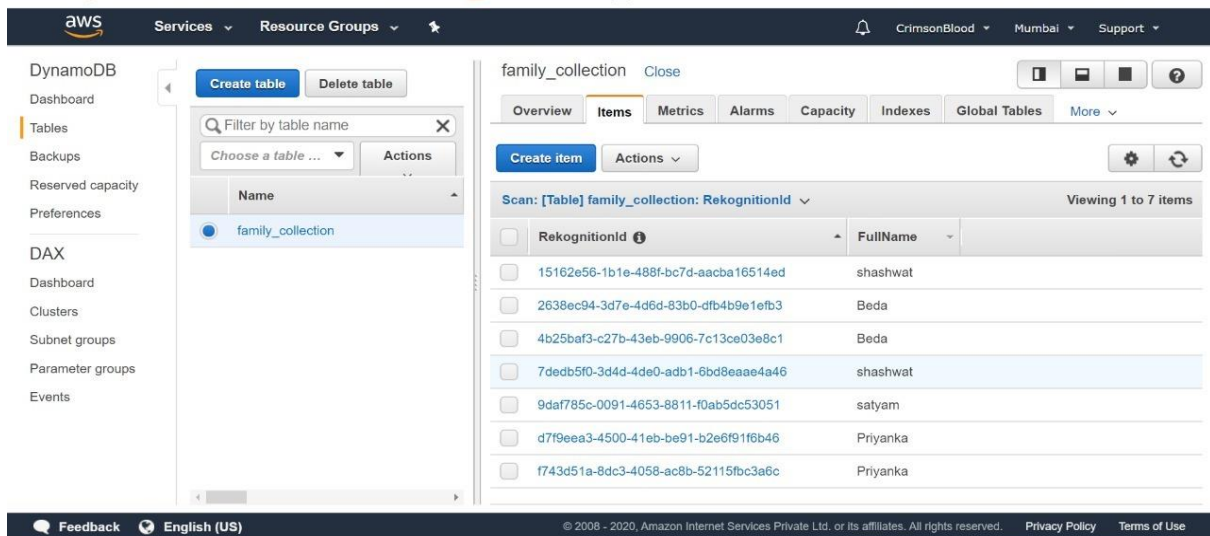 aws
Services
Resource Groups
CrimsonBlood
Mumbai
Support
DynamoDB
Dashboard
Tables
Backups
Reserved capacity
Preferences
DAX
Dashboard
Clusters
Subnet groups
Parameter groups
Events
Create table
Delete table
Filter by table name
Choose a table ...
Actions
Name
family_collection
family_collection Close
Overview Items Metrics Alarms Capacity Indexes Global Tables More
Create item Actions
Scan: [Table] family_collection: RekognitionId Viewing 1 to 7 items
RekognitionId FullName
15162e56-1b1e-488f-bc7d-aacba16514ed shashwat
2638ec94-3d7e-4d6d-83b0-dfb4b9e1efb3 Beda
4b25baf3-c27b-43eb-9906-7c13ce03e8c1 Beda
7dedb5f0-3d4d-4de0-adb1-6bd8eaae4a46 shashwat
9daf785c-0091-4653-8811-f0ab5dc53051 satyam
d7f9eea3-4500-41eb-be91-b2e6f91f6b46 Priyanka
f743d51a-8dc3-4058-ac8b-52115fbc3a6c Priyanka
Feedback English (US) © 2008 - 2020, Amazon Internet Services Private Ltd. or its affiliates. All rights reserved. Privacy Policy Terms of Use